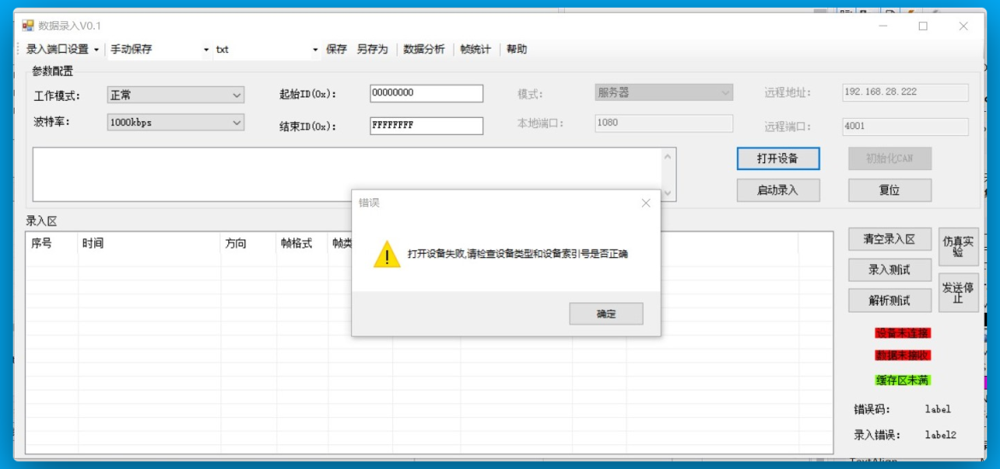 数据录入V0.1
录入端口设置 手动保存 txt 保存 另存为 数据分析 帧统计 帮助
参数配置
工作模式: 正常 起始ID(0x): 00000000 模式: 服务器 远程地址: 192.168.28.222
波特率: 1000kbps 结束ID(0x): FFFFFFFF 本地端口: 1080 远程端口: 4001
打开设备 初始化CAN
启动录入 复位
错误
打开设备失败,请检查设备类型和设备索引号是否正确
确定
录入区
序号 时间 方向 帧格式 帧类
清空录入区
录入测试
解析测试
仿真实
验
发送停
止
设备未连接
数据未接收
缓存区未满
错误码: label
录入错误: label2